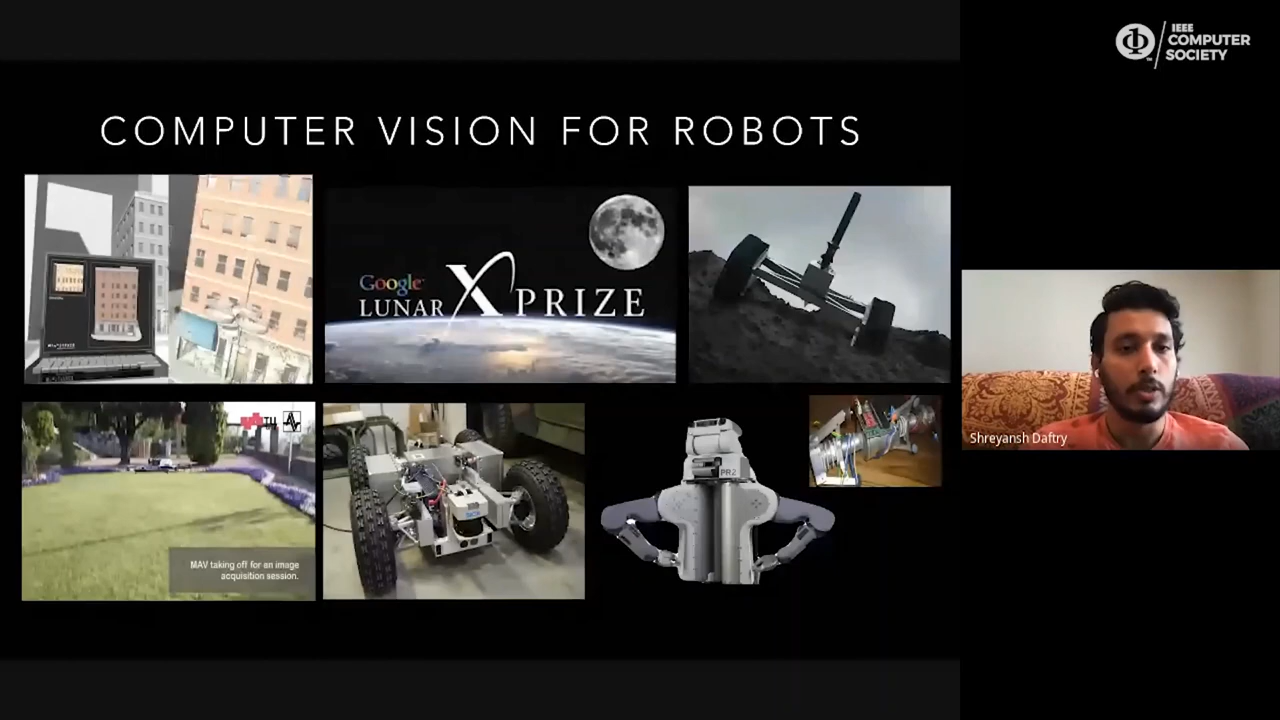 IEEE
COMPUTER
SOCIETY
COMPUTER VISION FOR ROBOTS
Google
LUNAR XPRIZE
MAV taking off for an image
acquisition session.
PR2
Shreyansh Daftry